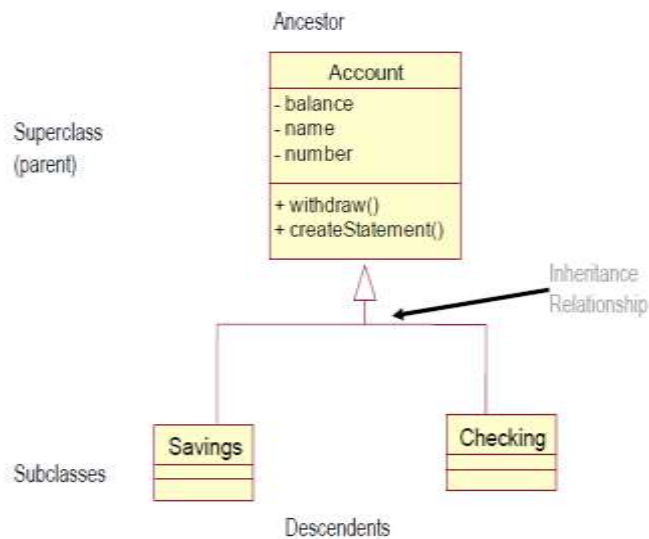 Ancestor
Account
- balance
- name
- number
Superclass
(parent)
+ withdraw()
+ createStatement()
Inheritance
Relationship
Savings
Checking
Subclasses
Descendents